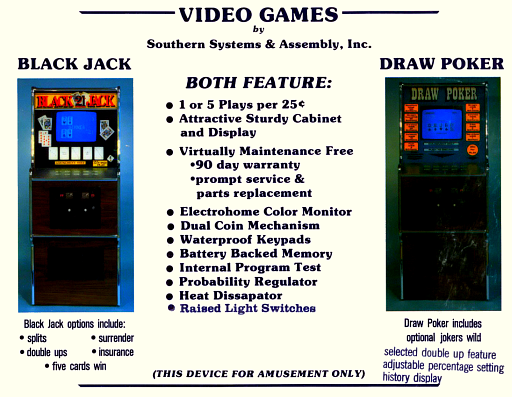 VIDEO GAMES
by
Southern Systems & Assembly, Inc.
BLACK JACK
DRAW POKER
BLACK 21 JACK
DRAW POKER
BOTH FEATURE:
• 1 or 5 Plays per 25¢
• Attractive Sturdy Cabinet
and Display
• Virtually Maintenance Free
•90 day warranty
•prompt service &
parts replacement
• Electrohome Color Monitor
• Dual Coin Mechanism
• Waterproof Keypads
• Battery Backed Memory
• Internal Program Test
• Probability Regulator
• Heat Dissapator
• Raised Light Switches
Black Jack options include:
• splits • surrender
• double ups • insurance
• five cards win
Draw Poker includes
optional jokers wild
selected double up feature
adjustable percentage setting
history display
(THIS DEVICE FOR AMUSEMENT ONLY)